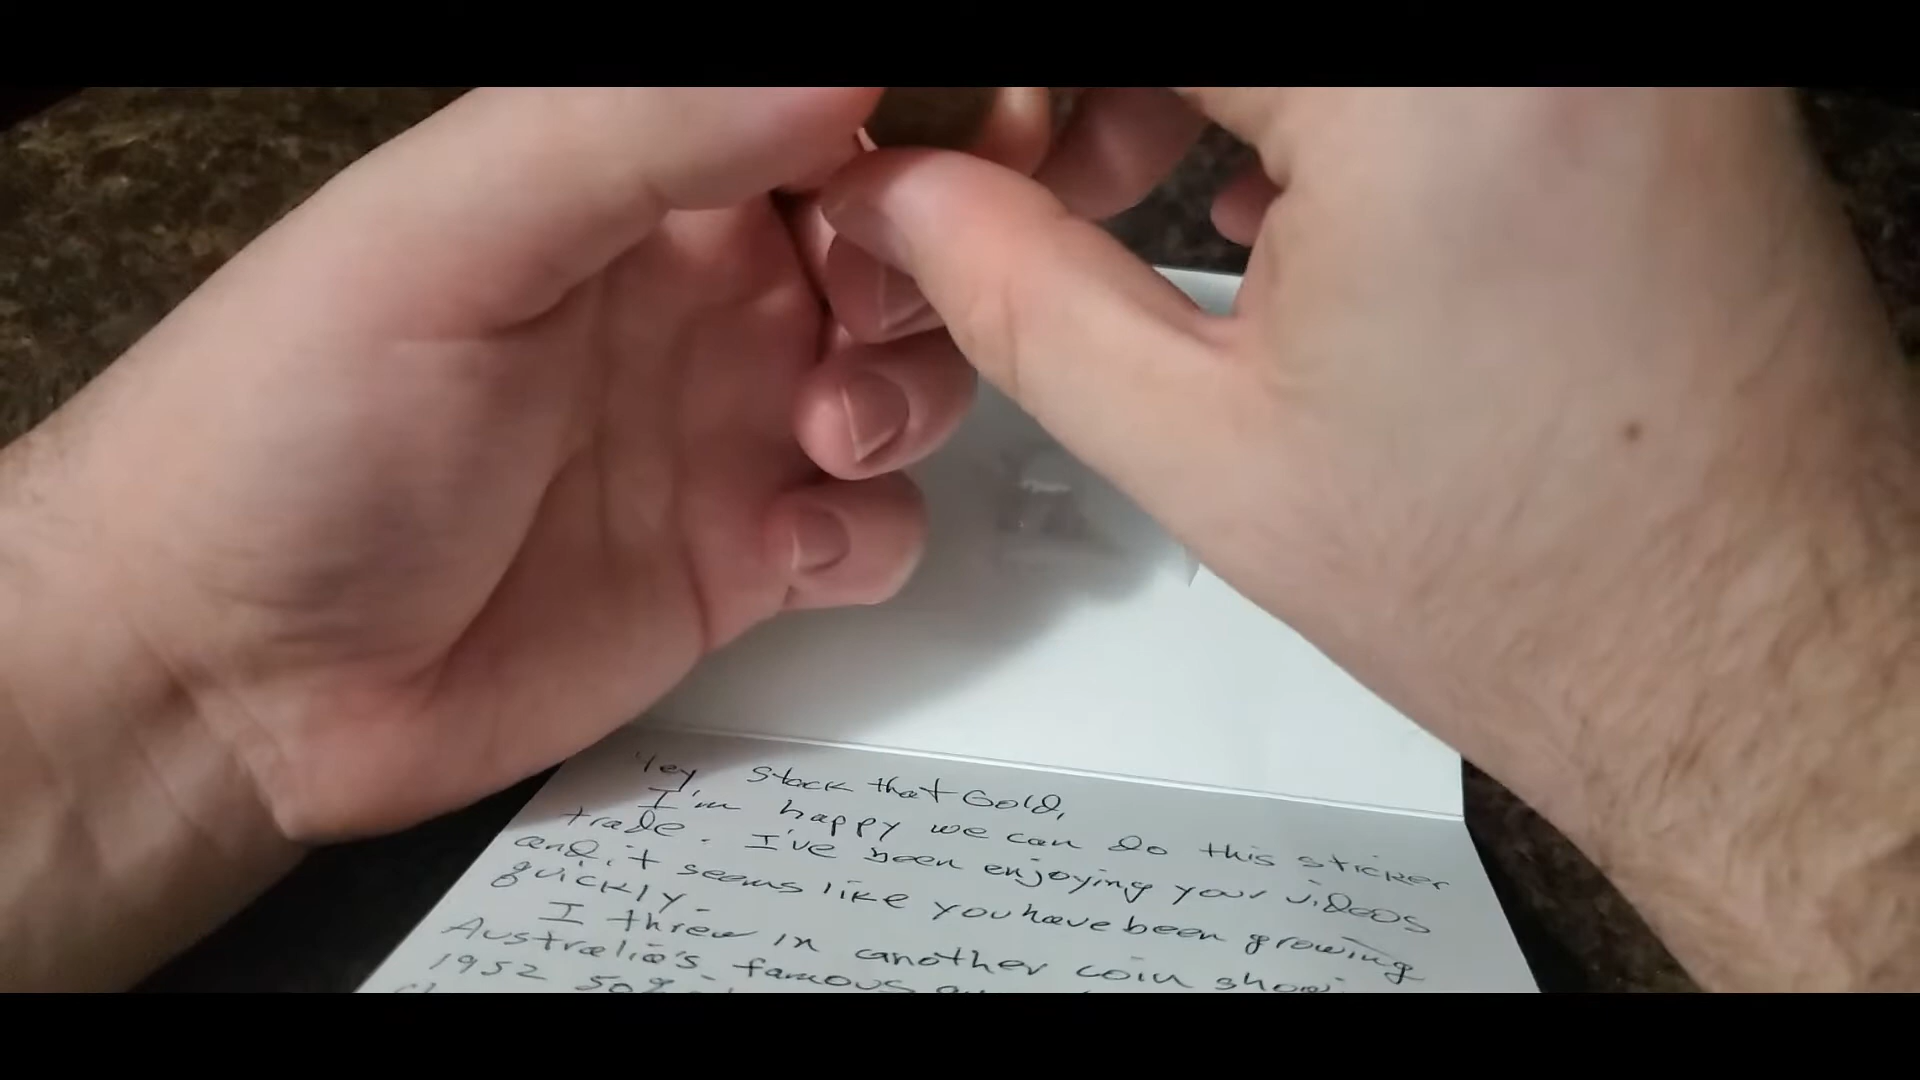 Hey, Stack that Gold,
I'm happy we can do this sticker
trade. I've been enjoying your videos
and it seems like you have been growing
quickly.
I threw in another coin
Australia's famous
1952 50%